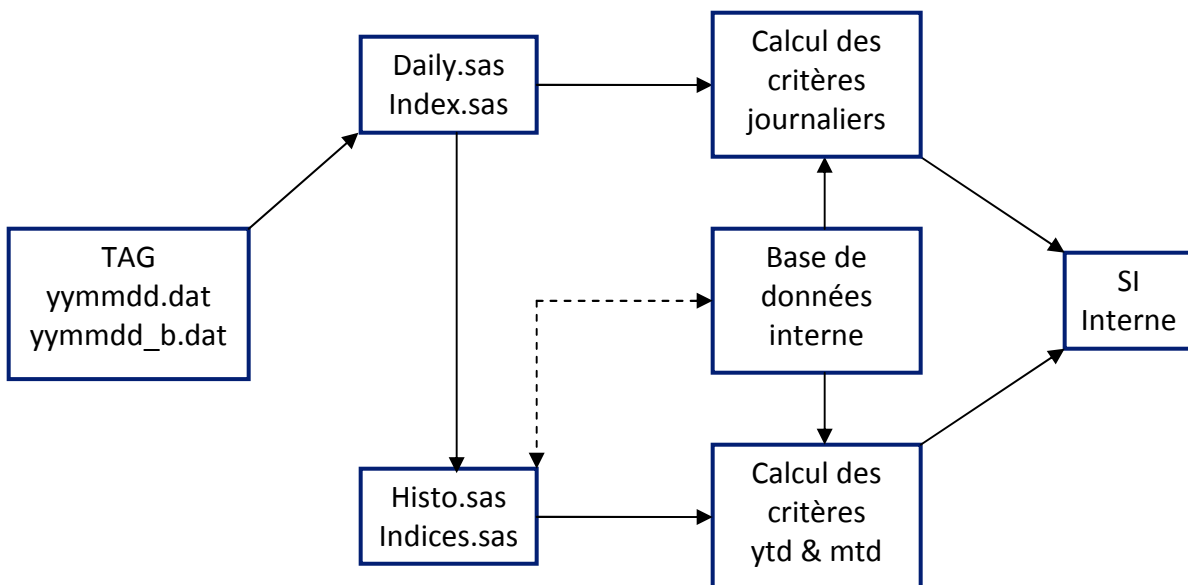 TAG
yymmdd.dat
yymmdd_b.dat
Daily.sas
Index.sas
Histo.sas
Indices.sas
Calcul des
critères
journaliers
Base de
données
interne
Calcul des
critères
ytd & mtd
SI
Interne